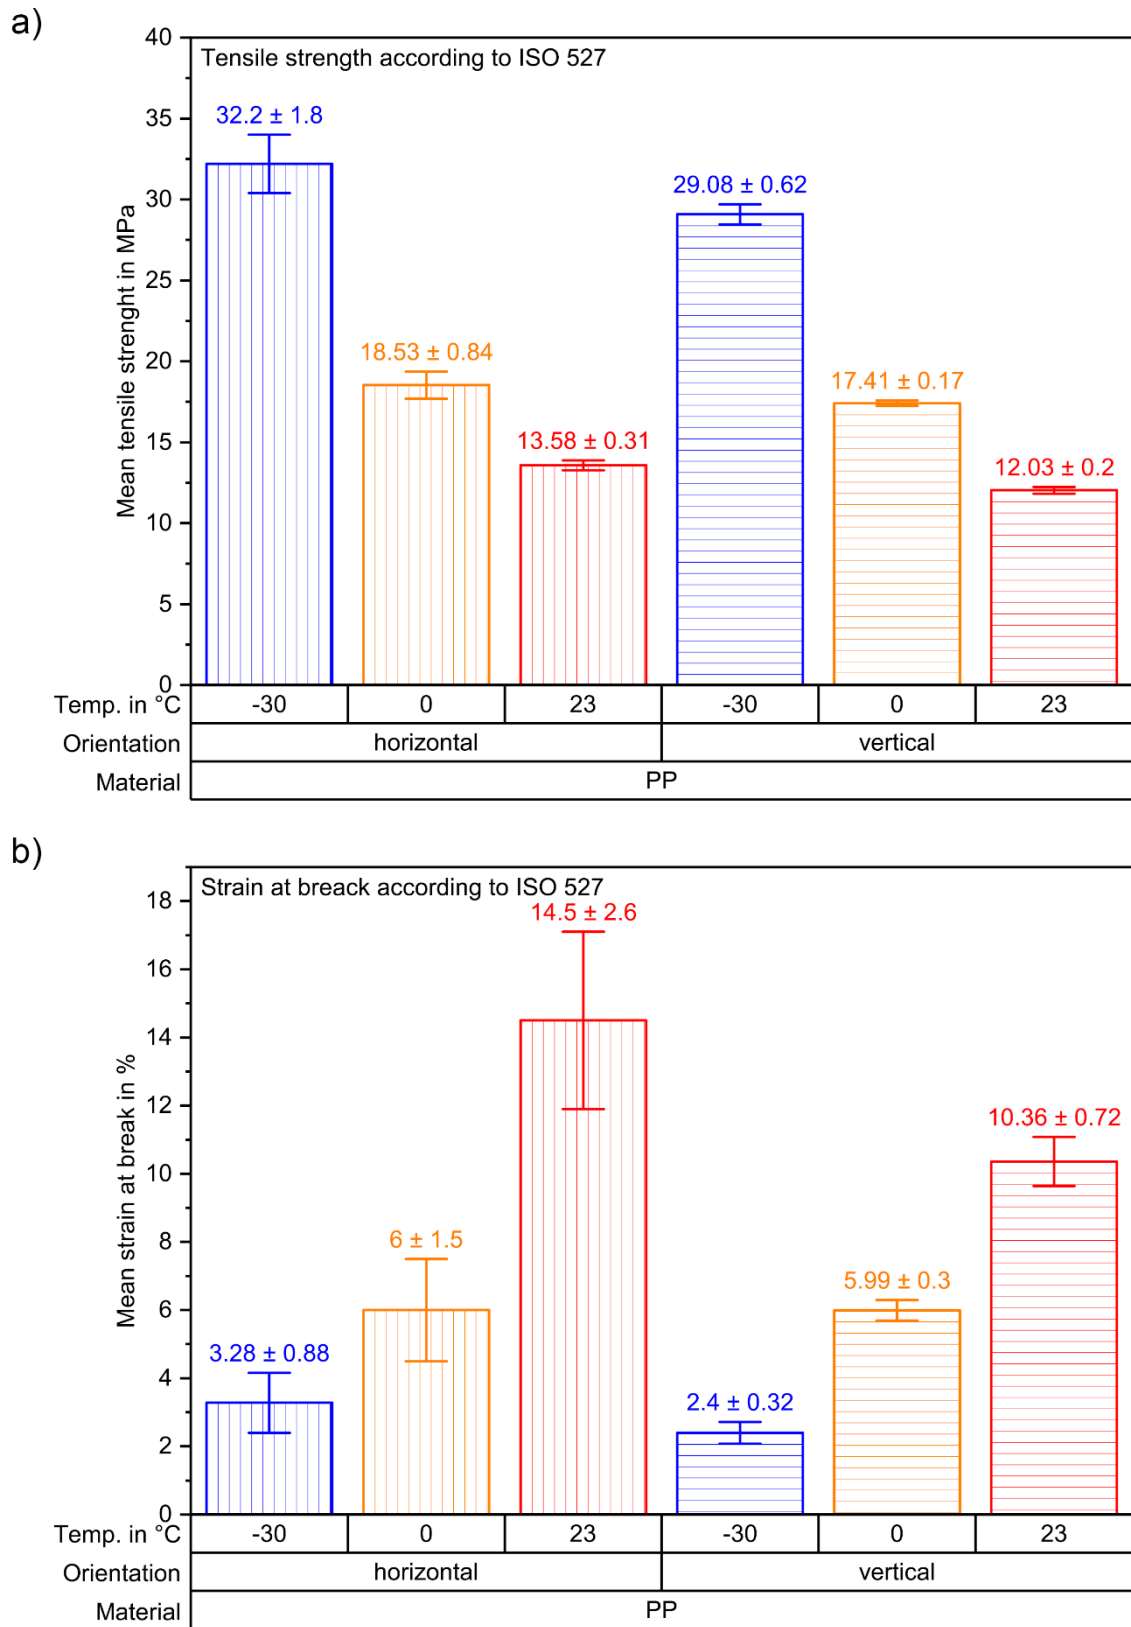 a)
Tensile strength according to ISO 527
Mean tensile strenght in MPa
40
35
30
25
20
15
10
5
0
32.2 ± 1.8
18.53 ± 0.84
13.58 ± 0.31
29.08 ± 0.62
17.41 ± 0.17
12.03 ± 0.2
Temp. in °C -30 0 23 -30 0 23
Orientation horizontal vertical
Material PP
b)
Strain at breack according to ISO 527
Mean strain at break in %
18
16
14
12
10
8
6
4
2
0
3.28 ± 0.88
6 ± 1.5
14.5 ± 2.6
2.4 ± 0.32
5.99 ± 0.3
10.36 ± 0.72
Temp. in °C -30 0 23 -30 0 23
Orientation horizontal vertical
Material PP